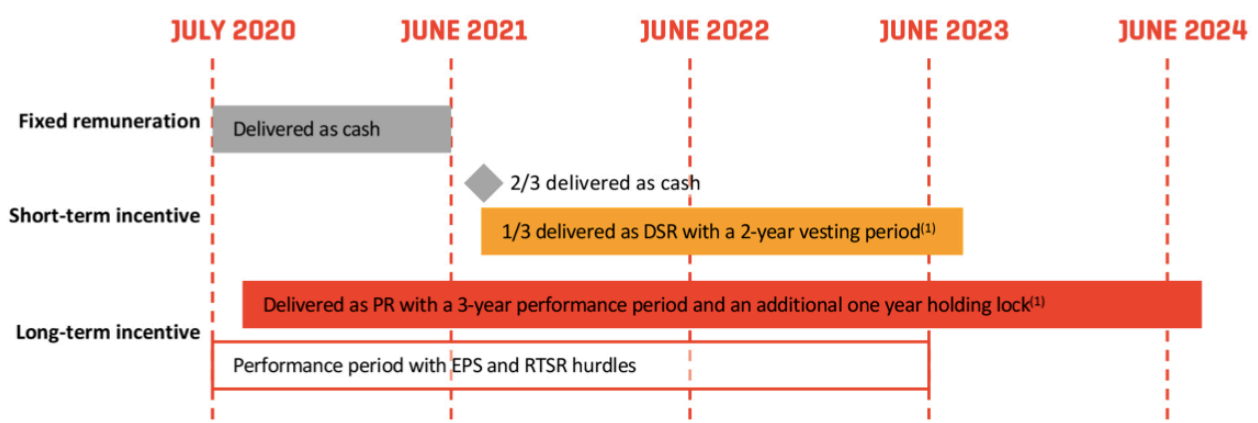 JULY 2020
JUNE 2021
JUNE 2022
JUNE 2023
JUNE 2024
Fixed remuneration
Delivered as cash
2/3 delivered as cash
Short-term incentive
1/3 delivered as DSR with a 2-year vesting period(1)
Delivered as PR with a 3-year performance period and an additional one year holding lock(1)
Long-term incentive
Performance period with EPS and RTSR hurdles